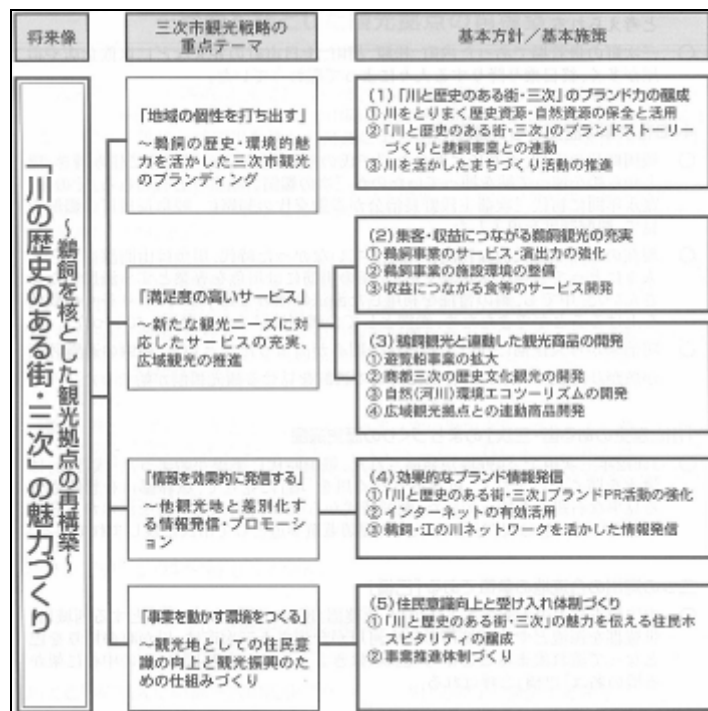 将来像
三次市観光戦略の
重点テーマ
基本方針／基本施策
「川の歴史のある街・三次」の魅力づくり
～鵜飼を核とした観光拠点の再構築～
「地域の個性を打ち出す」
～鵜飼の歴史・環境的魅
力を活かした三次市観光
のブランディング
(1)「川と歴史のある街・三次」のブランド力の醸成
①川をとりまく歴史資源・自然資源の保全と活用
②「川と歴史のある街・三次」のブランドストーリー
づくりと鵜飼事業との連動
③川を活かしたまちづくり活動の推進
「満足度の高いサービス」
～新たな観光ニーズに対
応したサービスの充実、
広域観光の推進
(2)集客・収益につながる鵜飼観光の充実
①鵜飼事業のサービス・演出力の強化
②鵜飼事業の施設環境の整備
③収益につながる食等のサービス開発
(3)鵜飼観光と連動した観光商品の開発
①遊覧船事業の拡大
②商都三次の歴史文化観光の開発
③自然（河川）環境エコツーリズムの開発
④広域観光拠点との連動商品開発
「情報を効果的に発信する」
～他観光地と差別化す
る情報発信・プロモー
ション
(4)効果的なブランド情報発信
①「川と歴史のある街・三次」ブランドPR活動の強化
②インターネットの有効活用
③鵜飼・江の川ネットワークを活かした情報発信
「事業を動かす環境をつくる」
～観光地としての住民意
識の向上と観光振興のた
めの仕組みづくり
(5)住民意識向上と受け入れ体制づくり
①「川と歴史のある街・三次」の魅力を伝える住民ホ
スピタリティの醸成
②事業推進体制づくり